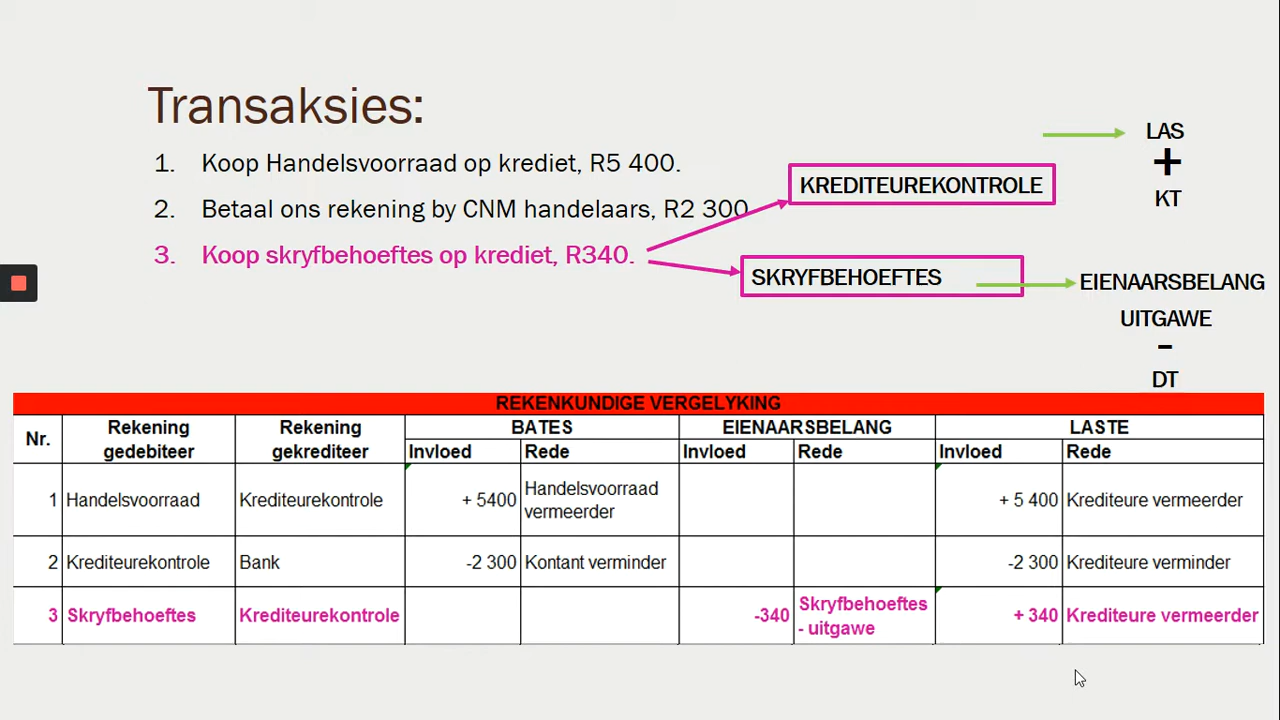 Transaksies:
1. Koop Handelsvoorraad op krediet, R5 400.
2. Betaal ons rekening by CNM handelaars, R2 300
3. Koop skryfbehoeftes op krediet, R340.
KREDITEUREKONTROLE
LAS
+
KT
SKRYFBEHOEFTES
EIENAARSBELANG
UITGAWE
-
DT
REKENKUNDIGE VERGELYKING
Nr. Rekening gedebiteer Rekening gekrediteer BATES EIENAARSBELANG LASTE
Invloed Rede Invloed Rede Invloed Rede
1 Handelsvoorraad Krediteurekontrole + 5400 Handelsvoorraad vermeerder + 5 400 Krediteure vermeerder
2 Krediteurekontrole Bank -2 300 Kontant verminder -2 300 Krediteure verminder
3 Skryfbehoeftes Krediteurekontrole -340 Skryfbehoeftes - uitgawe + 340 Krediteure vermeerder